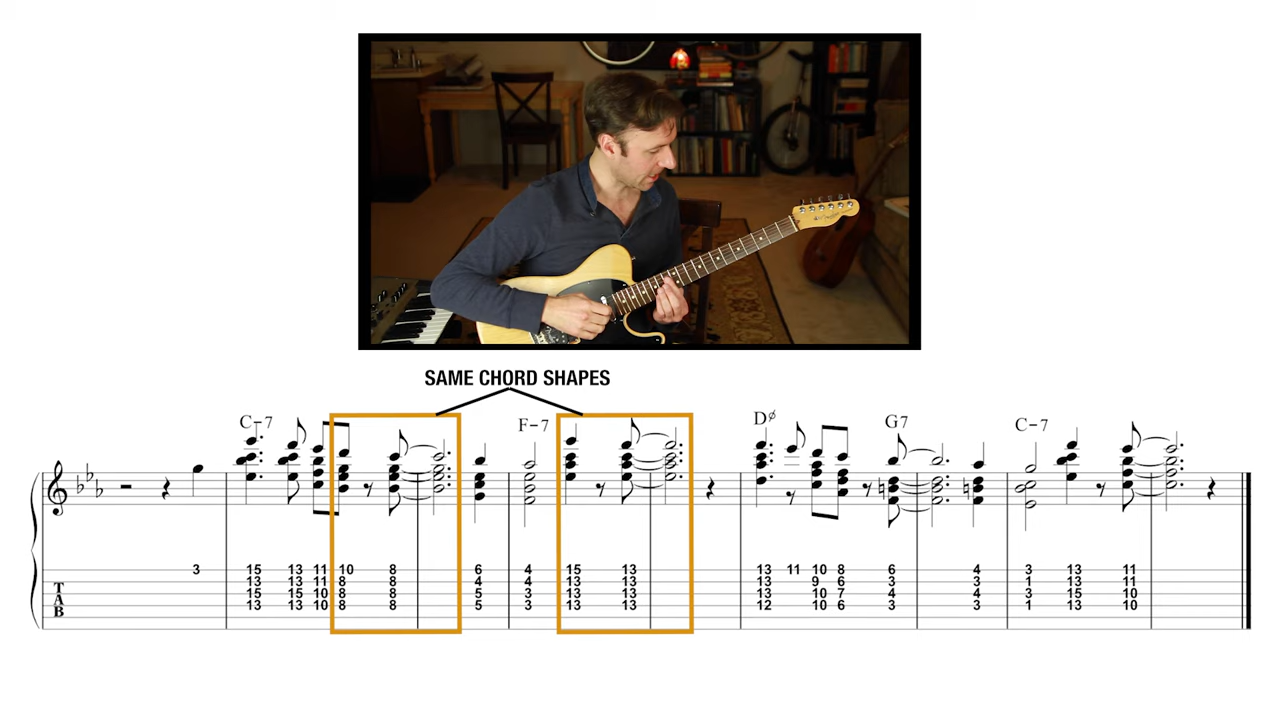 SAME CHORD SHAPES
C-7 F-7 DØ G7 C-7
3 15 13 11 10 8 6 4 15 13 13 11 10 8 6 4 3 13 11
13 13 11 8 8 4 4 13 13 13 9 6 3 3 1 13 11
15 15 10 8 8 5 3 13 13 13 10 7 4 4 3 15 10
13 13 10 8 8 5 3 13 13 12 10 6 3 3 1 13 10
T
A
B